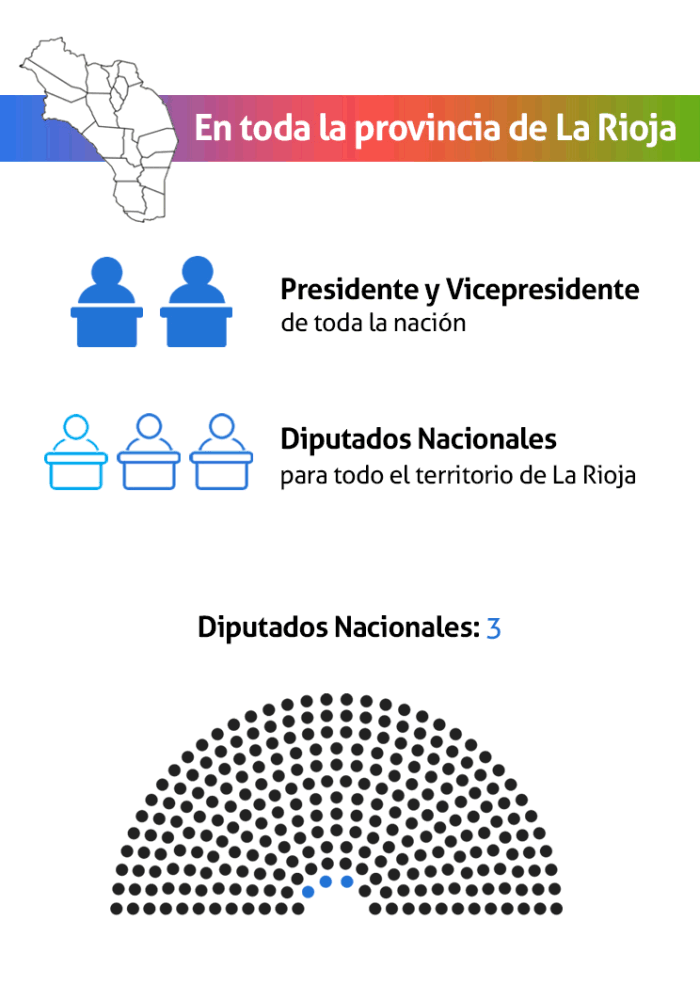 En toda la provincia de La Rioja
Presidente y Vicepresidente
de toda la nación
Diputados Nacionales
para todo el territorio de La Rioja
Diputados Nacionales: 3